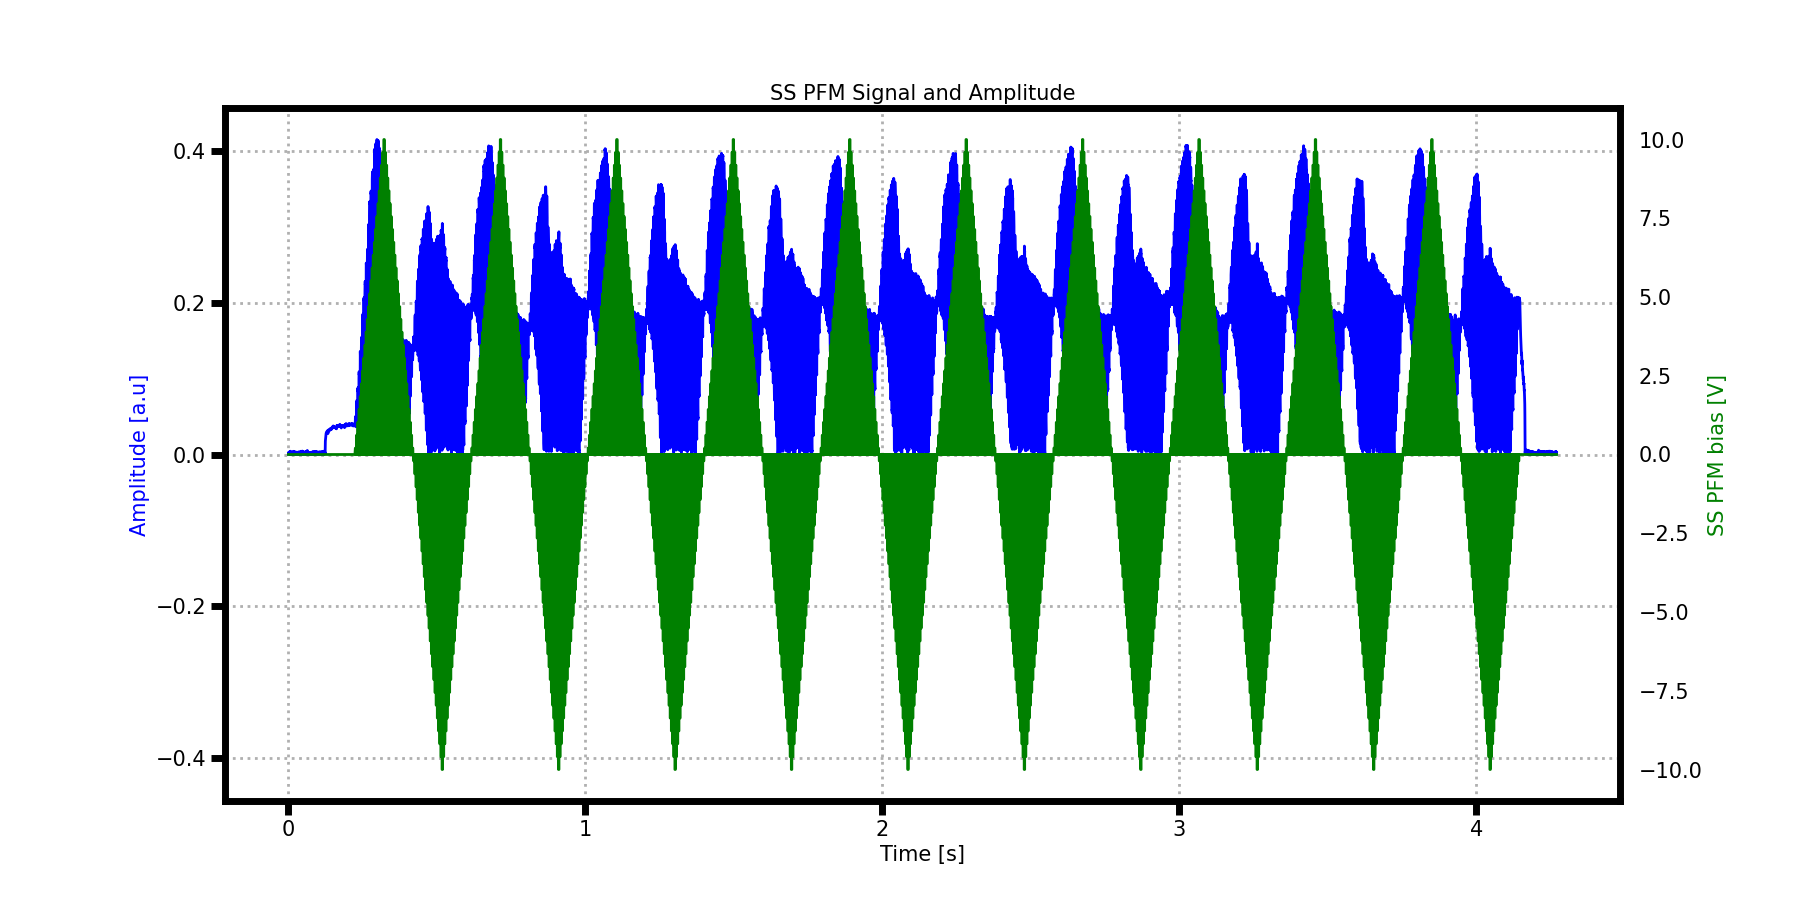 SS PFM Signal and Amplitude
Amplitude [a.u]
0.4
0.2
0.0
−0.2
−0.4
10.0
7.5
5.0
2.5
0.0
−2.5
−5.0
−7.5
−10.0
SS PFM bias [V]
0 1 2 3 4
Time [s]